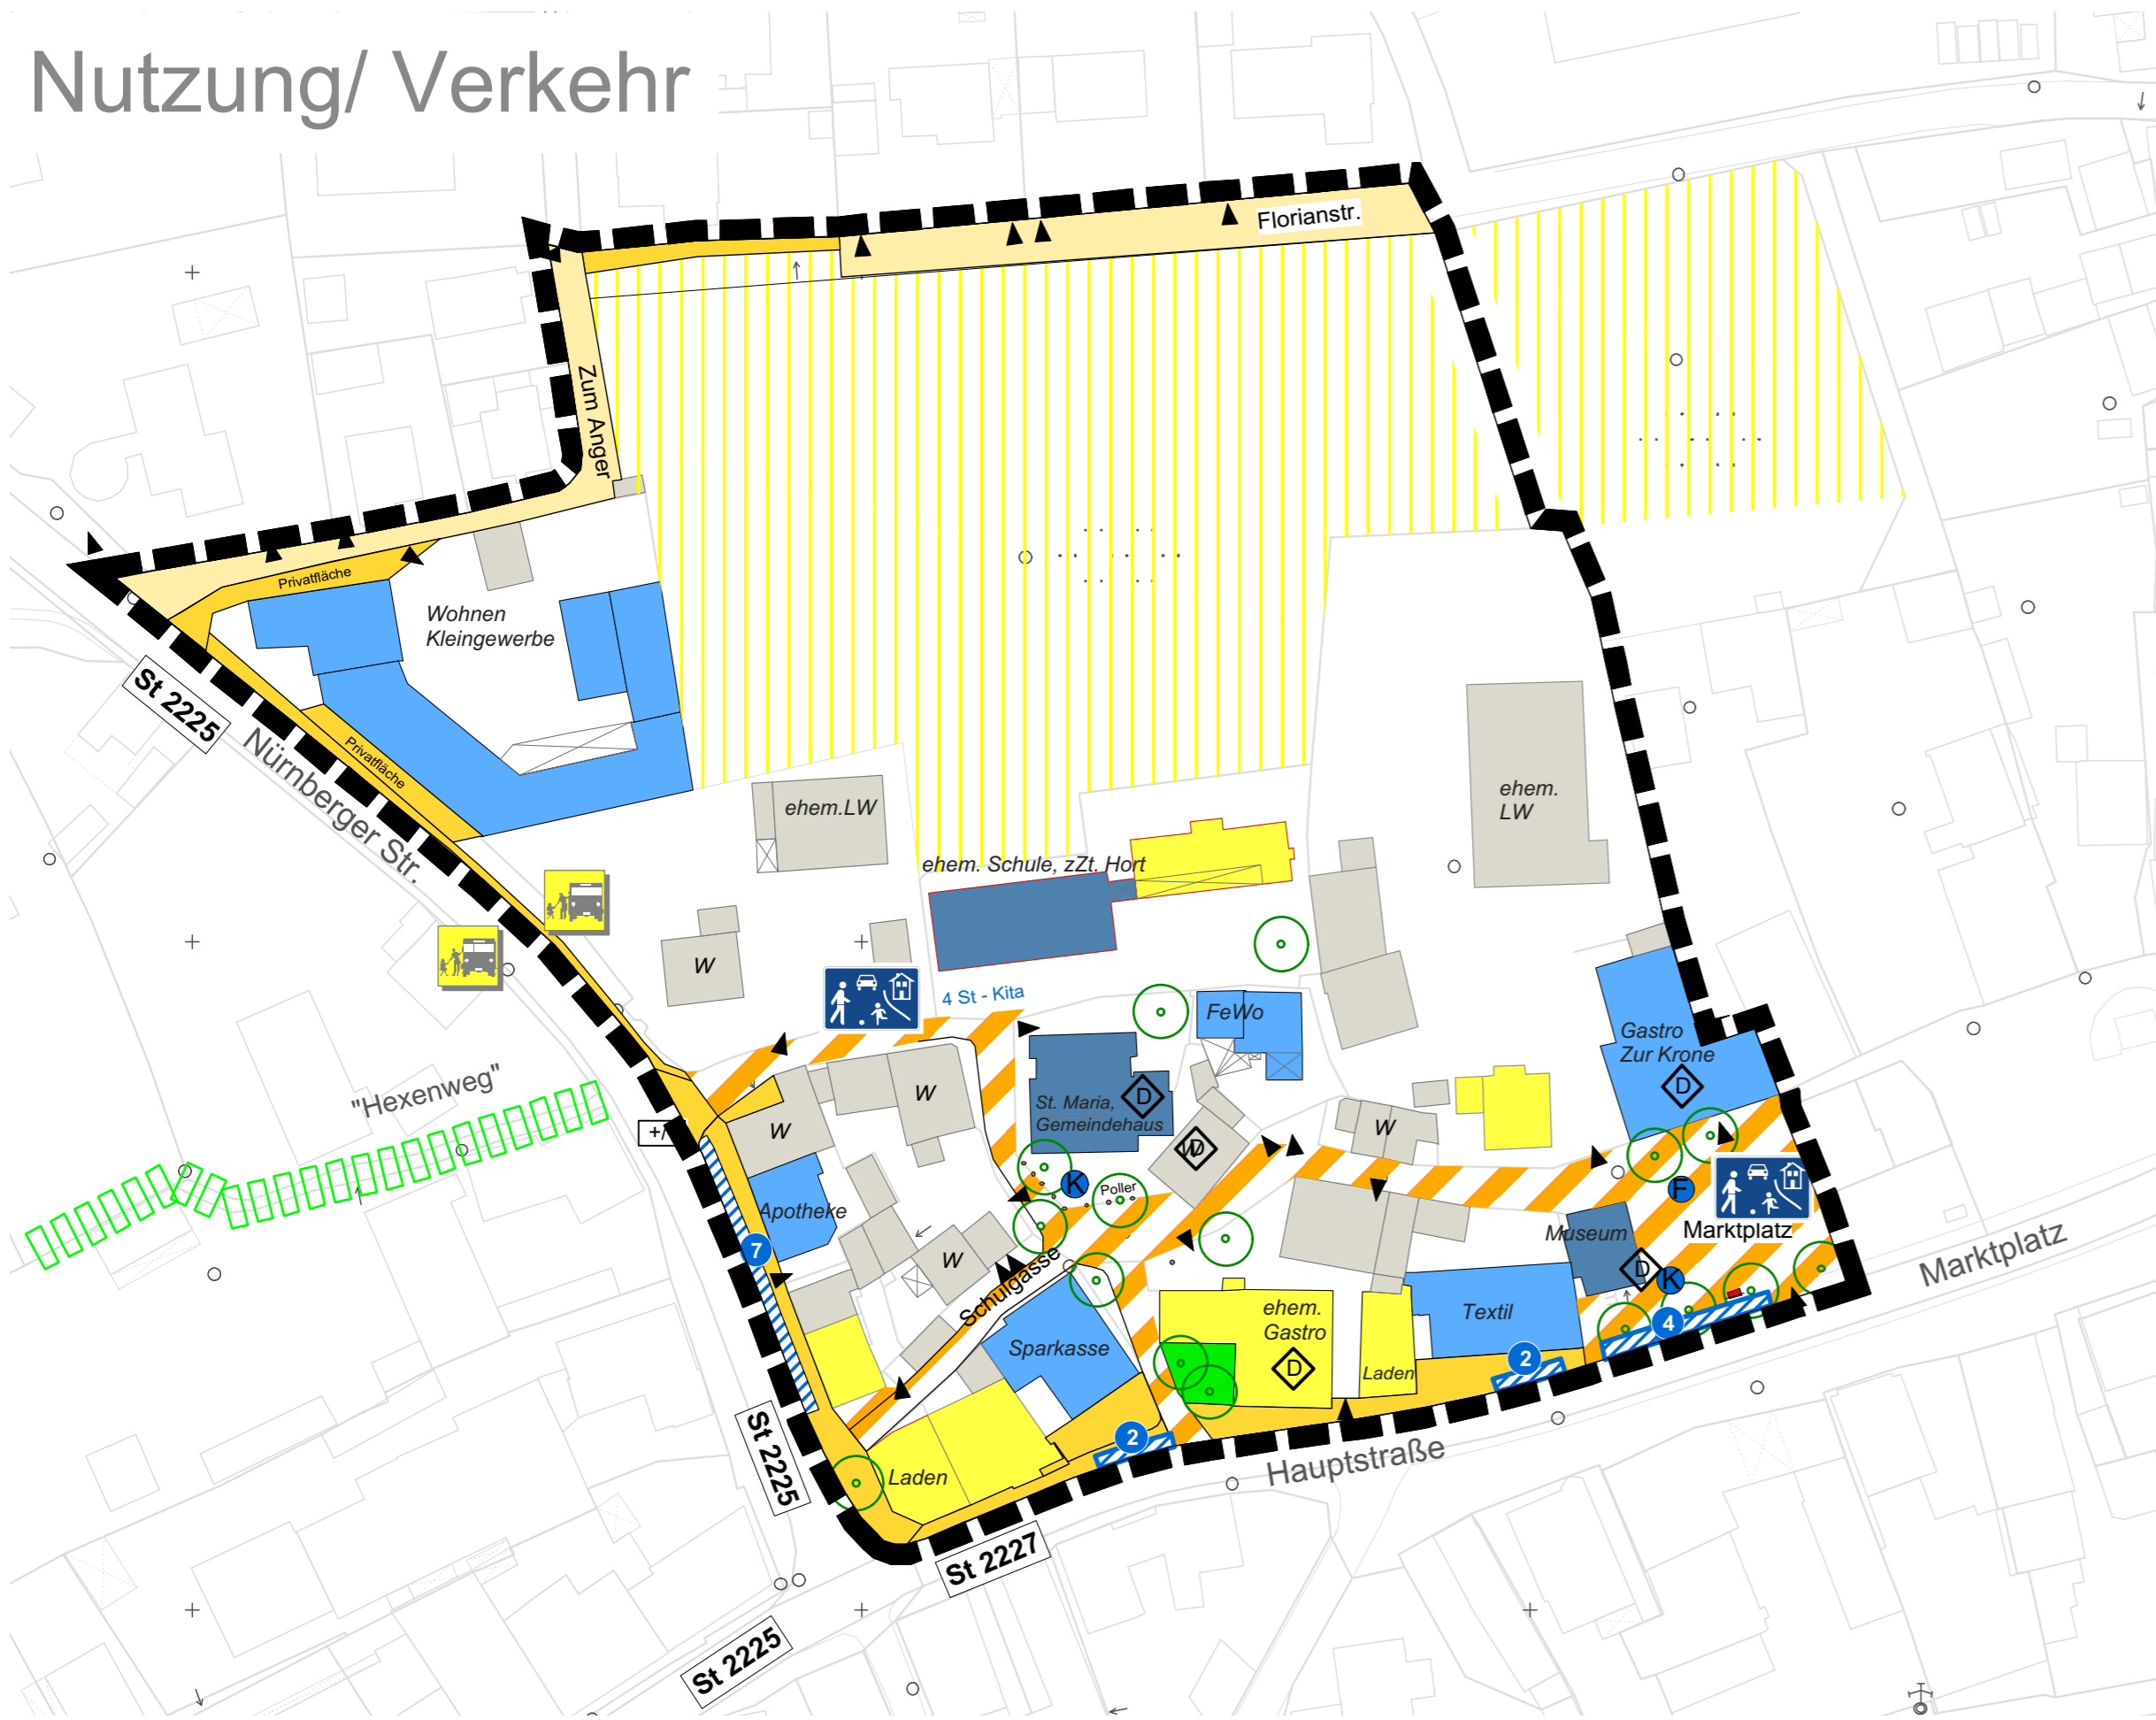 Nutzung/ Verkehr
Florianstr.
Zum Anger
Privatfläche
Wohnen
Kleingewerbe
St 2225
Nürnberger Str.
Privatfläche
ehem.LW
ehem.
LW
ehem. Schule, zZt. Hort
W
4 St - Kita
FeWo
Gastro
Zur Krone
D
"Hexenweg"
+/
W
W
St. Maria,
Gemeindehaus
D
W
D
K
Poller
F
Marktplatz
Museum
D
K
Marktplatz
Apotheke
7
W
Schulgasse
Sparkasse
ehem.
Gastro
D
Laden
Textil
4
2
2
St 2225
Laden
Hauptstraße
St 2227
St 2225